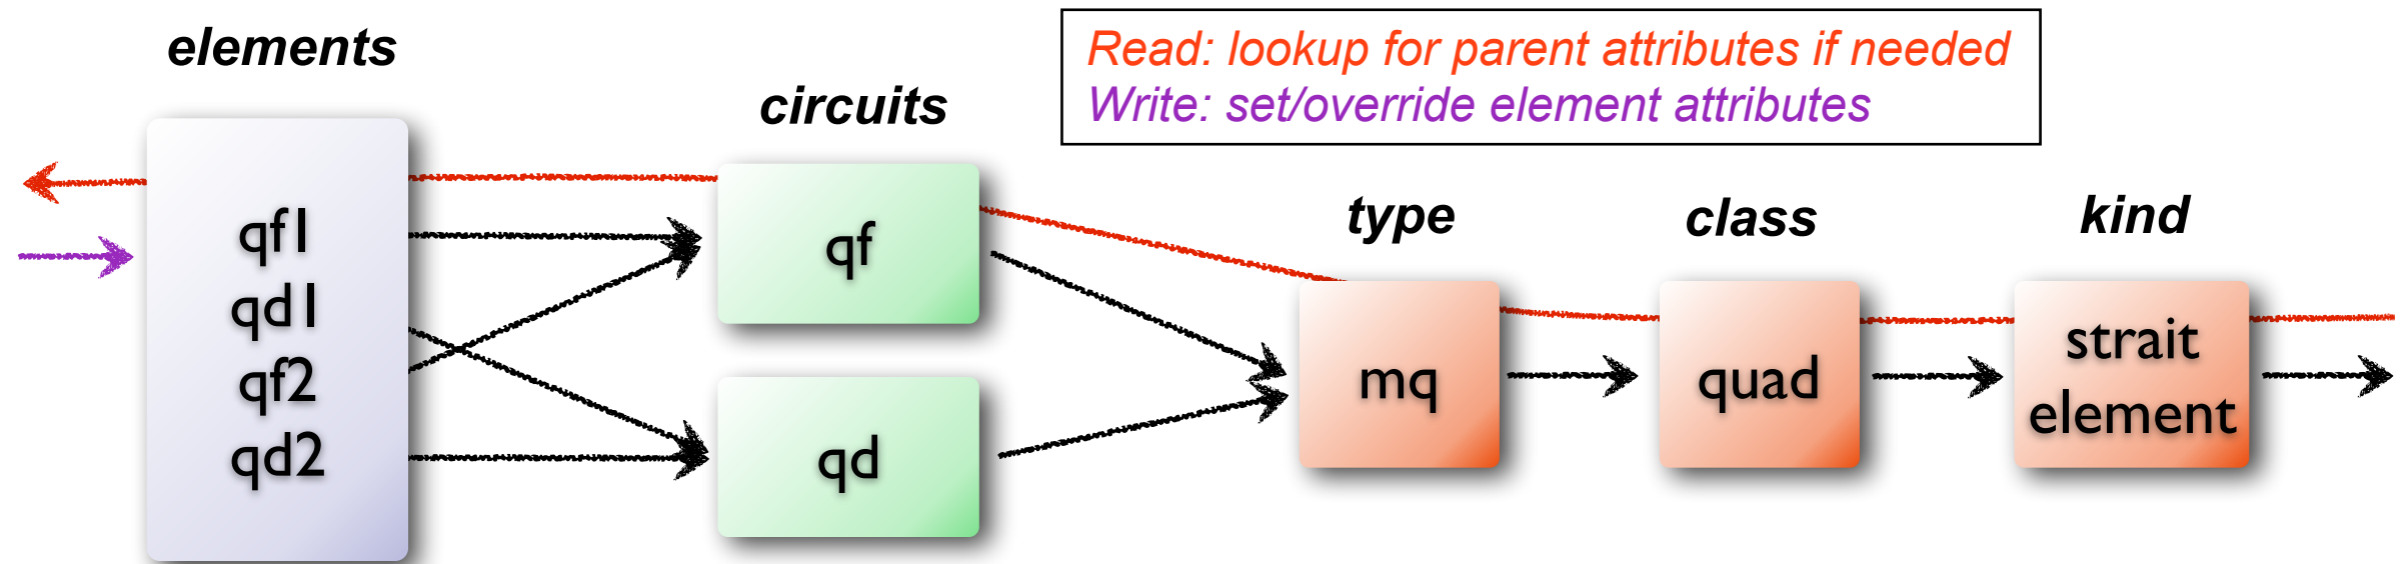 elements
circuits
Read: lookup for parent attributes if needed
Write: set/override element attributes
type
class
kind
qf1
qd1
qf2
qd2
qf
qd
mq
quad
strait
element